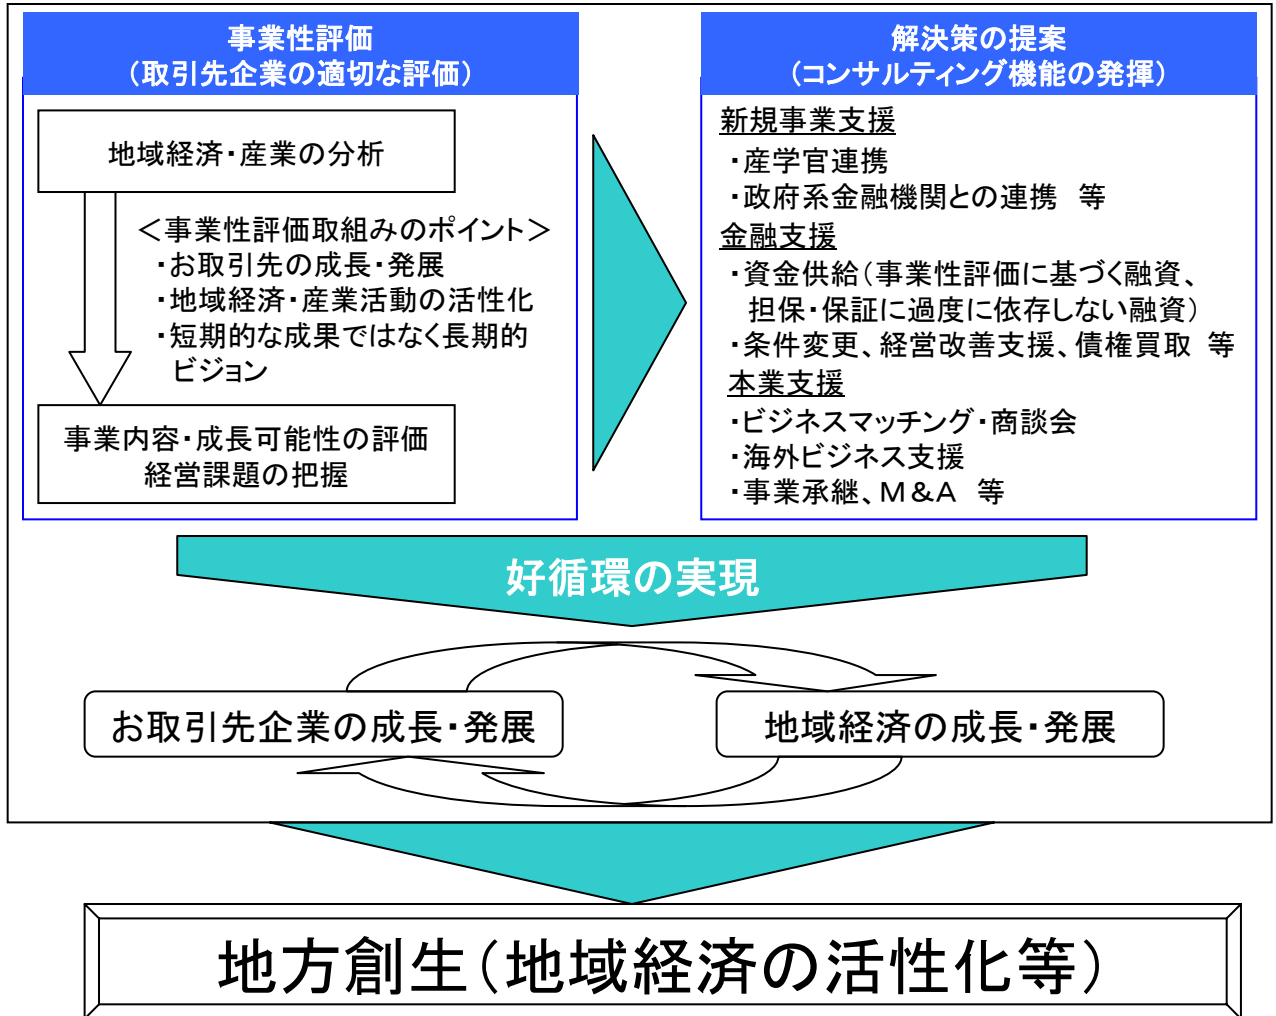 事業性評価
（取引先企業の適切な評価）
地域経済・産業の分析
＜事業性評価取組みのポイント＞
・お取引先の成長・発展
・地域経済・産業活動の活性化
・短期的な成果ではなく長期的
ビジョン
事業内容・成長可能性の評価
経営課題の把握
解決策の提案
（コンサルティング機能の発揮）
新規事業支援
・産学官連携
・政府系金融機関との連携　等
金融支援
・資金供給（事業性評価に基づく融資、
担保・保証に過度に依存しない融資）
・条件変更、経営改善支援、債権買取　等
本業支援
・ビジネスマッチング・商談会
・海外ビジネス支援
・事業承継、Ｍ＆Ａ　等
好循環の実現
お取引先企業の成長・発展
地域経済の成長・発展
地方創生（地域経済の活性化等）